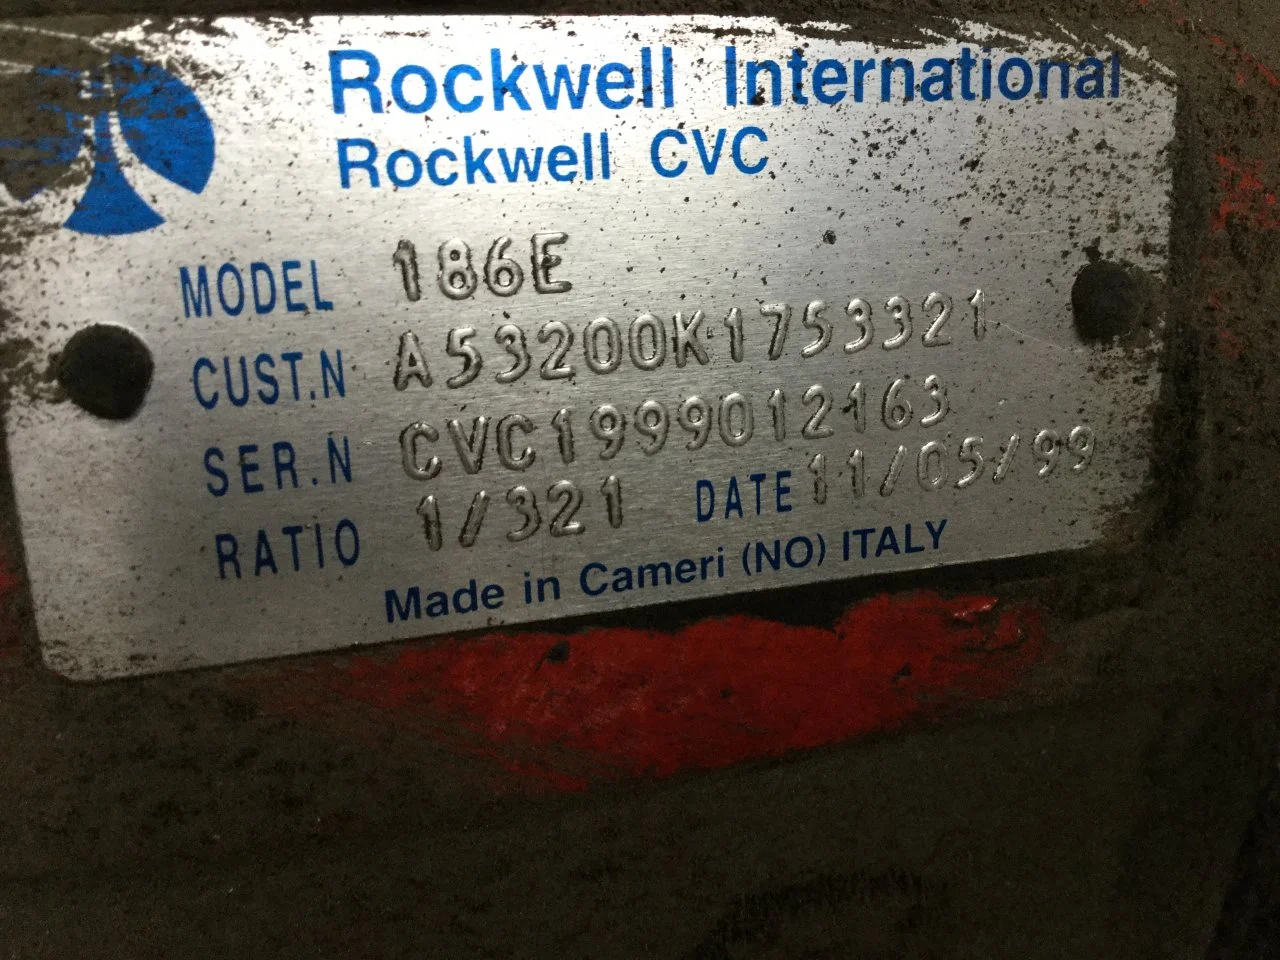 Rockwell International
Rockwell CVC
MODEL 186E
CUST.N A53200K1753321
SER.N CVC1999012163
RATIO 1/321 DATE 11/05/99
Made in Cameri (NO) ITALY